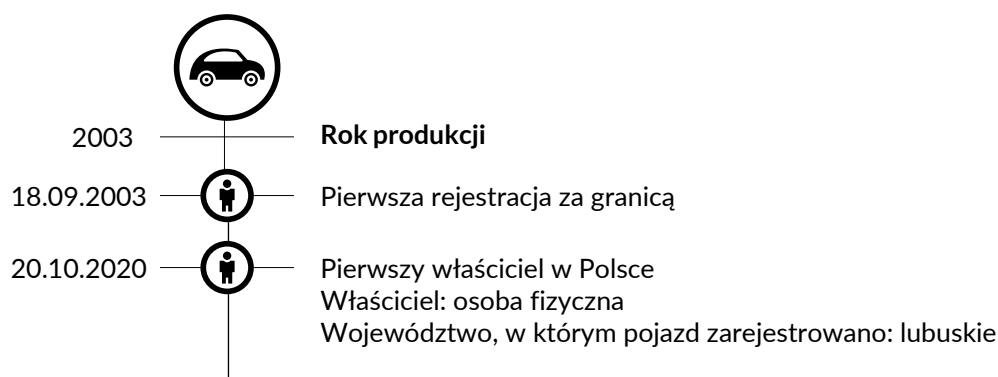 2003 Rok produkcji
18.09.2003 Pierwsza rejestracja za granicą
20.10.2020 Pierwszy właściciel w Polsce
Właściciel: osoba fizyczna
Województwo, w którym pojazd zarejestrowano: lubuskie